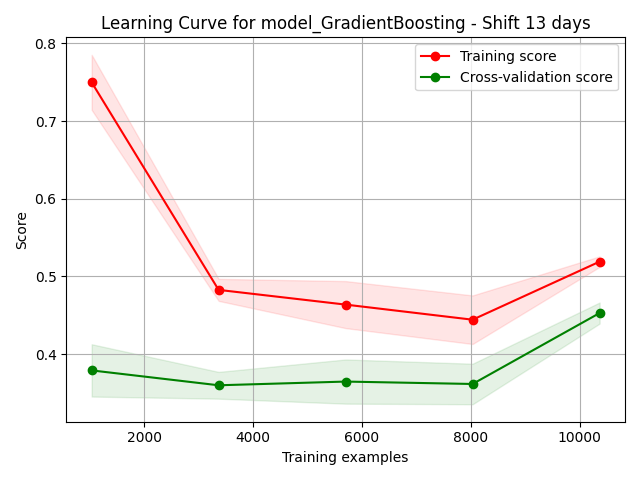 Learning Curve for model_GradientBoosting - Shift 13 days
Training score
Cross-validation score
Score
0.8
0.7
0.6
0.5
0.4
2000
4000
6000
8000
10000
Training examples